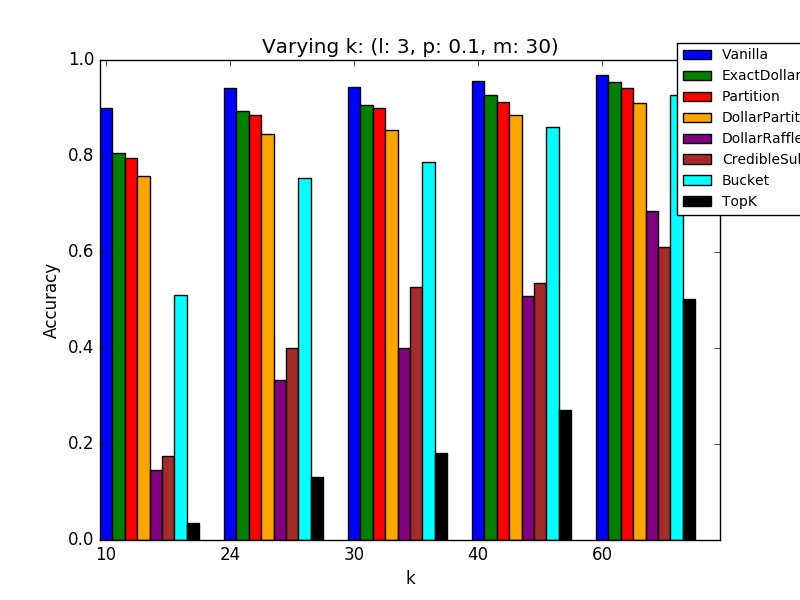 Varying k: (l: 3, p: 0.1, m: 30)
Vanilla
ExactDollar
Partition
DollarPartit
DollarRaffle
CredibleSul
Bucket
TopK
1.0
0.8
0.6
0.4
0.2
0.0
Accuracy
10 24 30 40 60
k